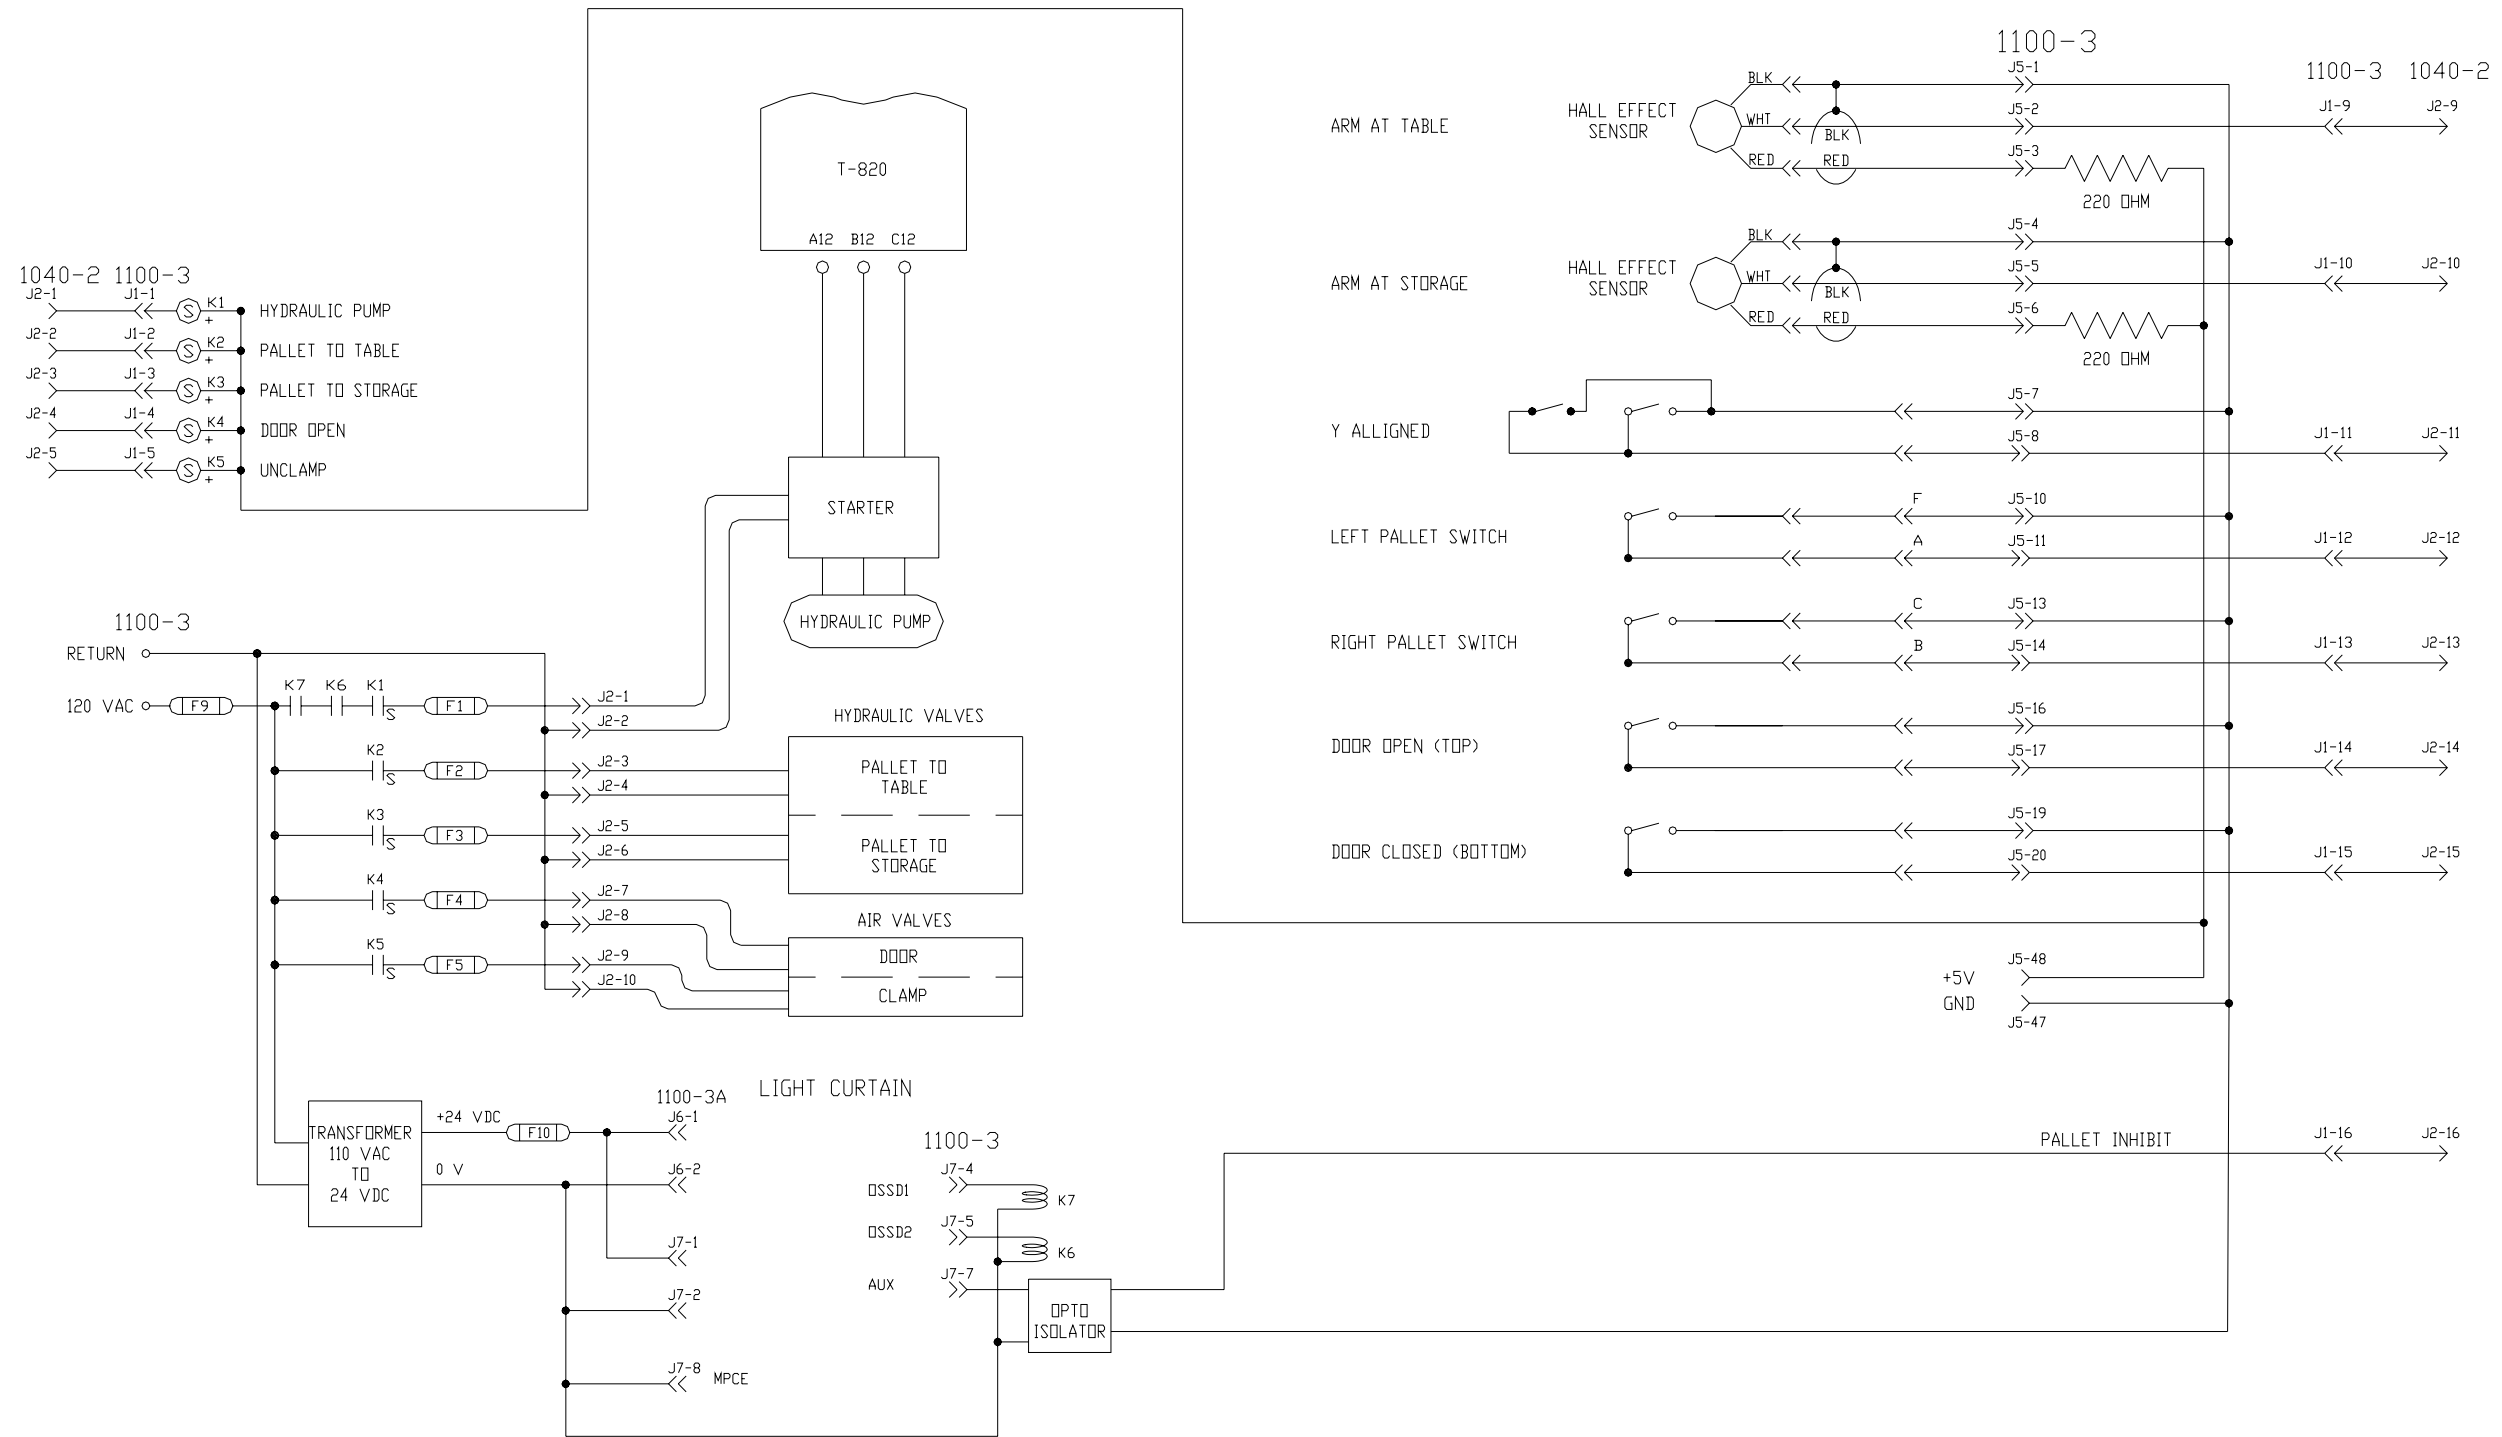 1040-2 1100-3
J2-1 J1-1 K1 HYDRAULIC PUMP
S +
J2-2 J1-2 K2 PALLET TO TABLE
S +
J2-3 J1-3 K3 PALLET TO STORAGE
S +
J2-4 J1-4 K4 DOOR OPEN
S +
J2-5 J1-5 K5 UNCLAMP
S +
T-820
A12 B12 C12
STARTER
HYDRAULIC PUMP
1100-3
RETURN
120 VAC F9 K7 K6 K1 S F1 J2-1
J2-2
K2 S F2 J2-3
J2-4
K3 S F3 J2-5
J2-6
K4 S F4 J2-7
J2-8
K5 S F5 J2-9
J2-10
HYDRAULIC VALVES
PALLET TO
TABLE
PALLET TO
STORAGE
AIR VALVES
DOOR
CLAMP
TRANSFORMER
110 VAC
TO
24 VDC
+24 VDC F10
0 V
1100-3A
J6-1
J6-2
J7-1
J7-2
J7-8 MPCE
LIGHT CURTAIN
1100-3
OSSD1 J7-4 K7
OSSD2 J7-5 K6
AUX J7-7
OPTO
ISOLATOR
1100-3
1100-3 1040-2
ARM AT TABLE
HALL EFFECT
SENSOR
BLK J5-1
WHT BLK J5-2 J1-9 J2-9
RED RED J5-3
220 OHM
ARM AT STORAGE
HALL EFFECT
SENSOR
BLK J5-4
WHT BLK J5-5 J1-10 J2-10
RED RED J5-6
220 OHM
Y ALLIGNED
J5-7
J5-8 J1-11 J2-11
LEFT PALLET SWITCH
F J5-10
A J5-11 J1-12 J2-12
RIGHT PALLET SWITCH
C J5-13
B J5-14 J1-13 J2-13
DOOR OPEN (TOP)
J5-16
J5-17 J1-14 J2-14
DOOR CLOSED (BOTTOM)
J5-19
J5-20 J1-15 J2-15
+5V J5-48
GND J5-47
PALLET INHIBIT J1-16 J2-16